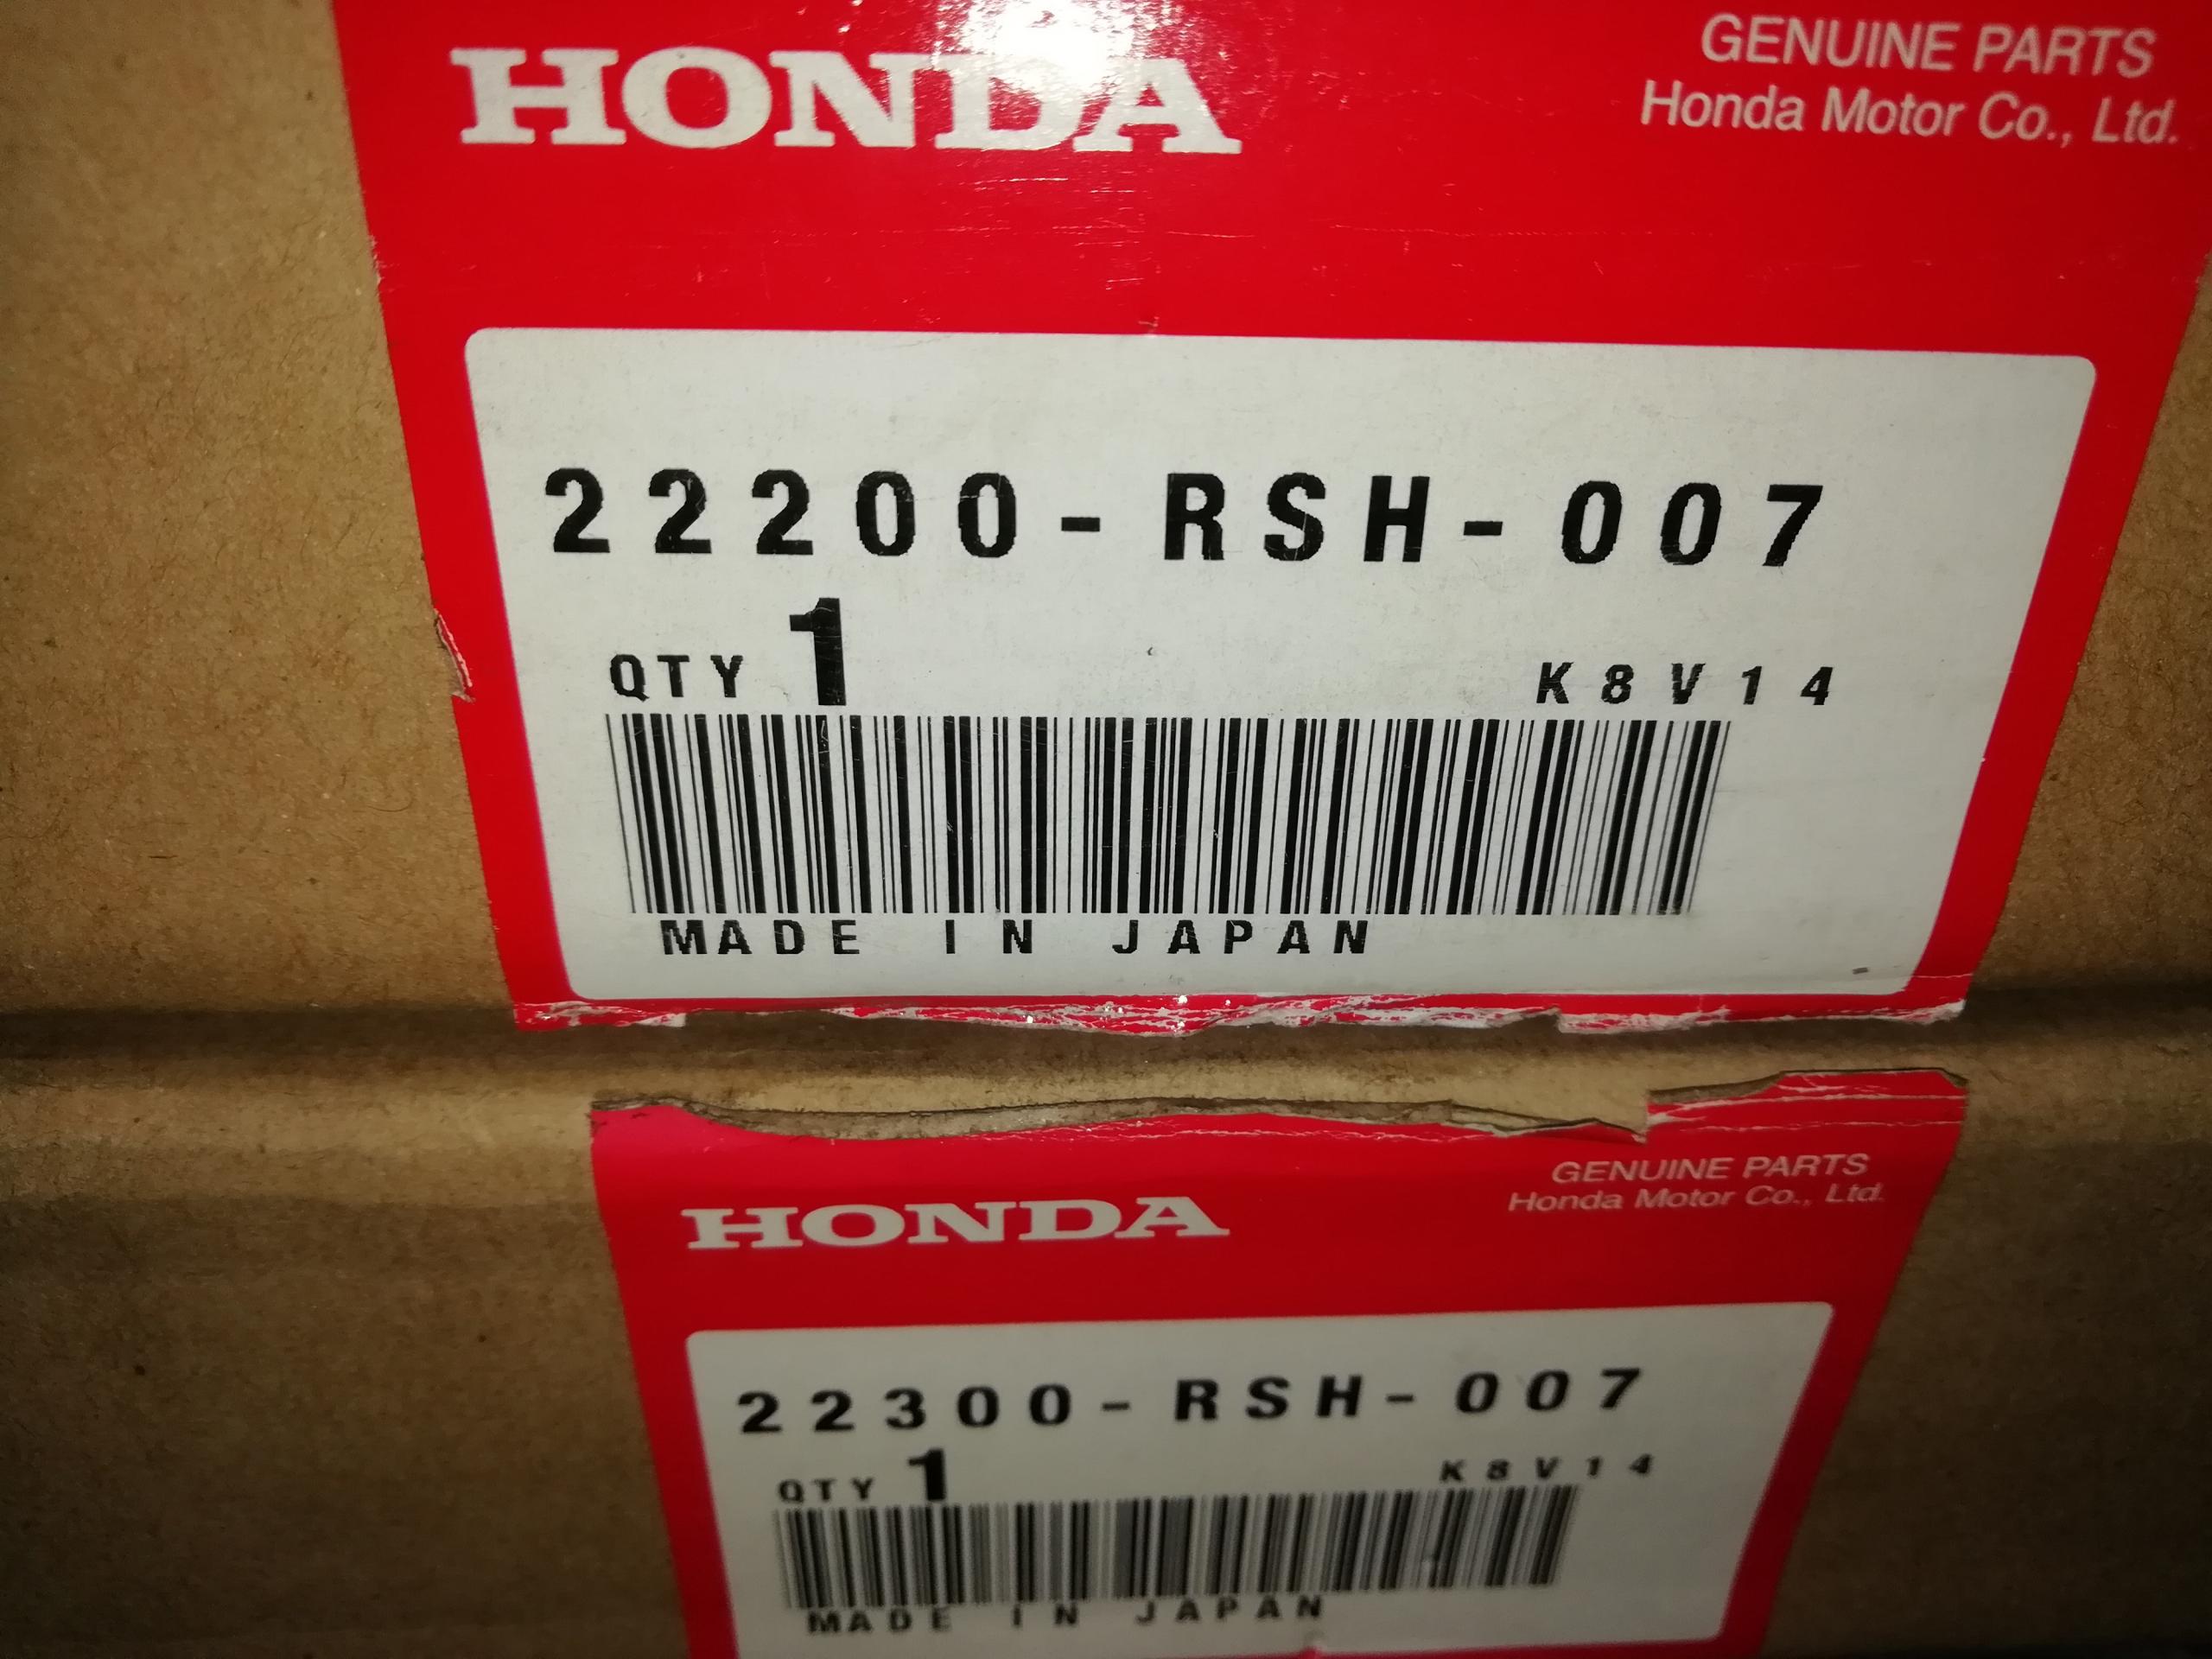 HONDA
GENUINE PARTS
Honda Motor Co., Ltd.
22200-RSH-007
QTY 1 K8V14
MADE IN JAPAN
HONDA
GENUINE PARTS
Honda Motor Co., Ltd.
22300-RSH-007
QTY 1 K8V14
MADE IN JAPAN